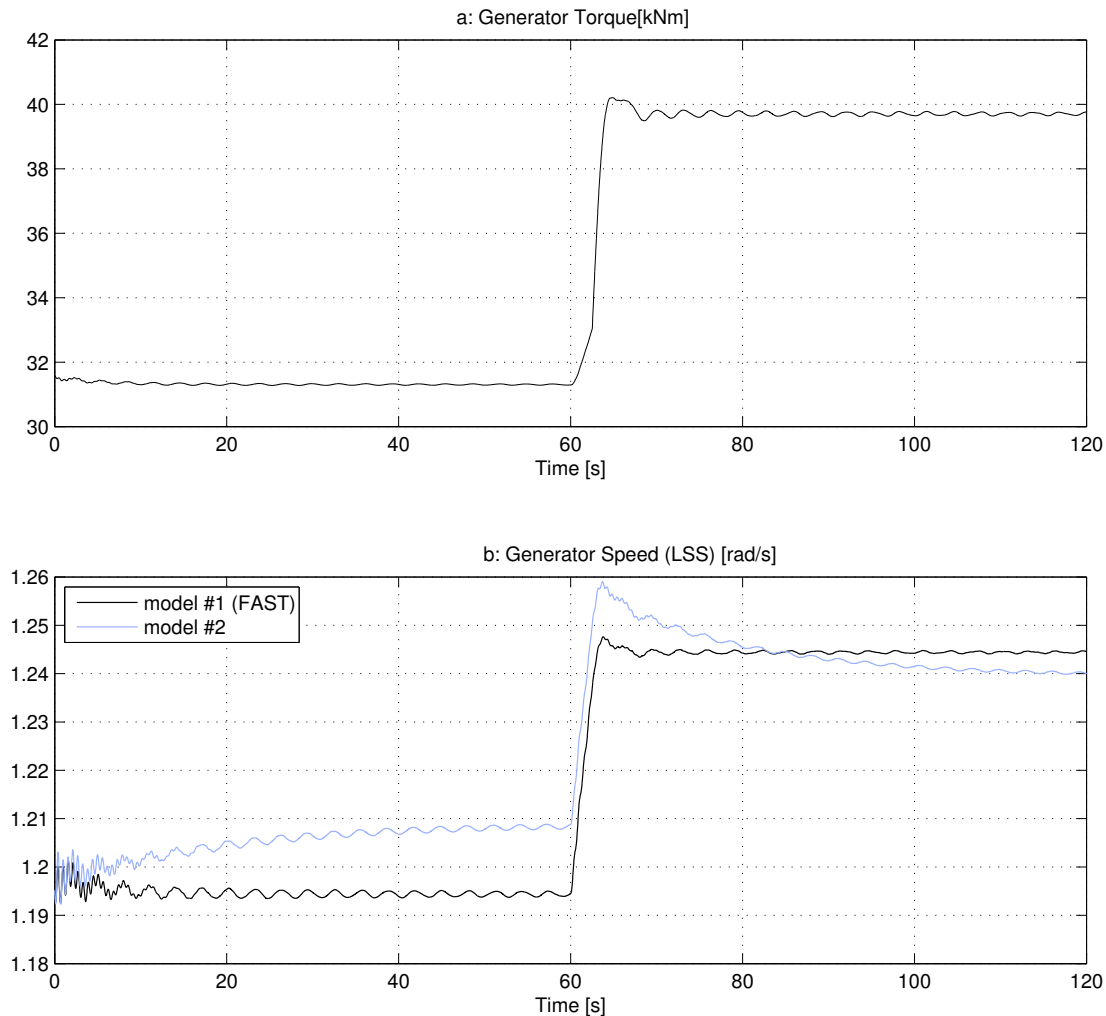 a: Generator Torque[kNm]
42
40
38
36
34
32
30
0 20 40 60 80 100 120
Time [s]
b: Generator Speed (LSS) [rad/s]
1.26
1.25
1.24
1.23
1.22
1.21
1.2
1.19
1.18
model #1 (FAST)
model #2
0 20 40 60 80 100 120
Time [s]